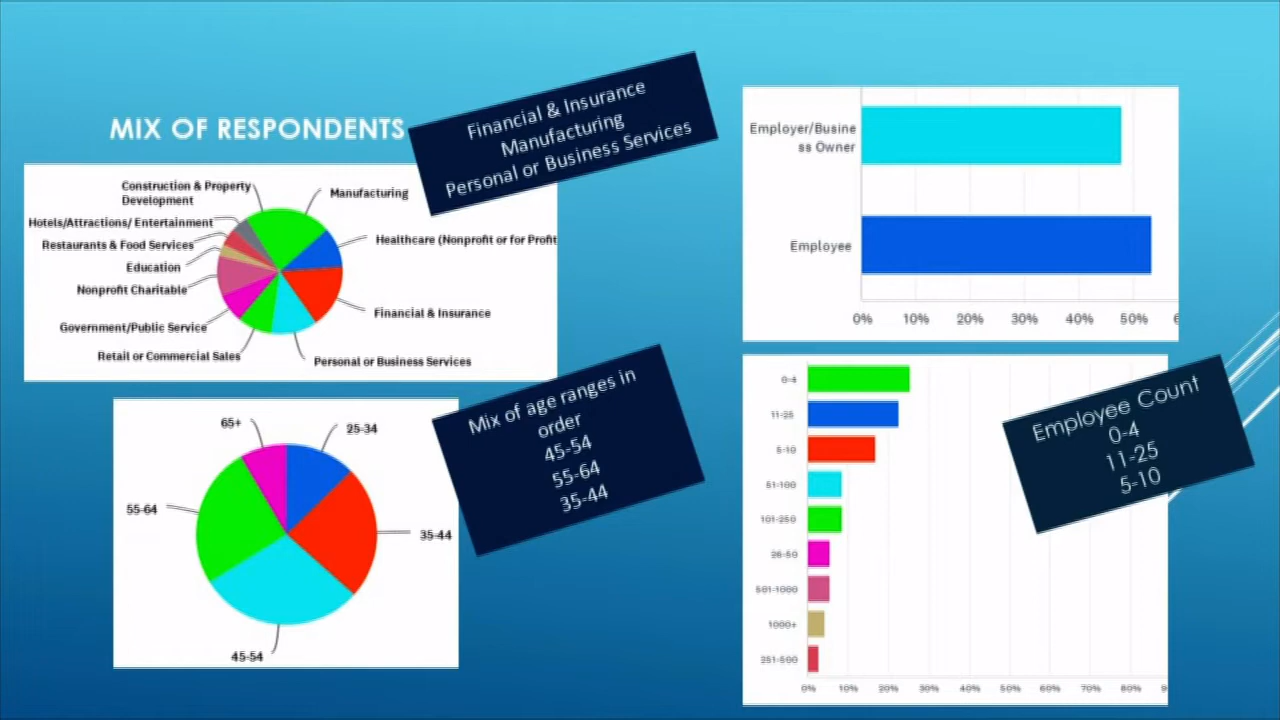 MIX OF RESPONDENTS
Financial & Insurance
Manufacturing
Personal or Business Services
Construction & Property
Development
Manufacturing
Hotels/Attractions/ Entertainment
Healthcare (Nonprofit or for Profit
Restaurants & Food Services
Education
Nonprofit Charitable
Financial & Insurance
Government/Public Service
Retail or Commercial Sales
Personal or Business Services
Mix of age ranges in
order
45-54
55-64
35-44
65+
25-34
55-64
35-44
45-54
Employer/Busine
ss Owner
Employee
0% 10% 20% 30% 40% 50%
Employee Count
0-4
11-25
5-10
0-4
11-25
5-10
51-100
101-250
26-50
501-1000
1000+
251-500
0% 10% 20% 30% 40% 50% 60% 70% 80% 9